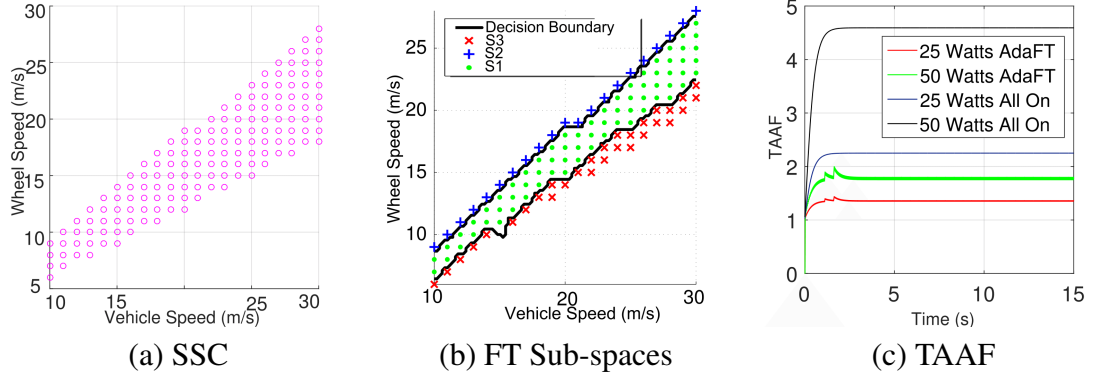 30
25
20
15
10
5
10
15
25
30
Wheel Speed (m/s)
Vehicle Speed (m/s)
(a) SSC
Decision Boundary
S3
S2
S1
20
10
10
20
30
Wheel Speed (m/s)
Vehicle Speed (m/s)
(b) FT Sub-spaces
5
4
3
2
1
0
0
5
10
15
25 Watts AdaFT
50 Watts AdaFT
25 Watts All On
50 Watts All On
TAAF
Time (s)
(c) TAAF